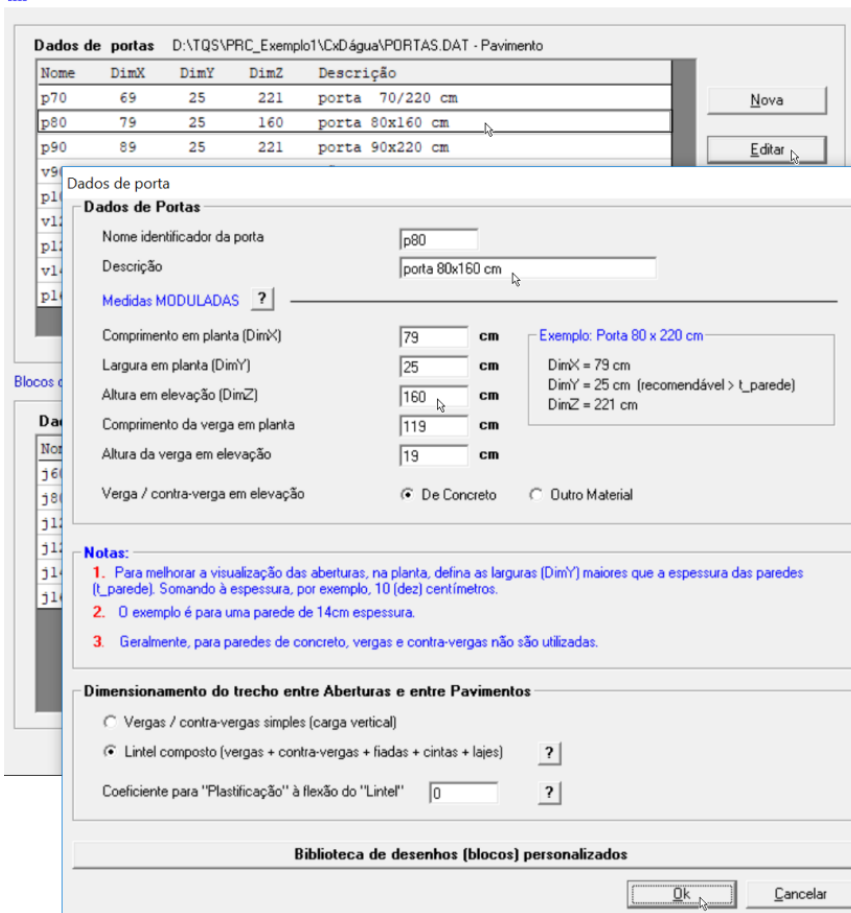 Dados de portas D:\TQS\PRC_Exemplo1\CxDágua\PORTAS.DAT - Pavimento
Nome DimX DimY DimZ Descrição
p70 69 25 221 porta 70/220 cm
p80 79 25 160 porta 80x160 cm
p90 89 25 221 porta 90x220 cm
Nova
Editar
v90
Dados de porta
Dados de Portas
Nome identificador da porta p80
Descrição porta 80x160 cm
Medidas MODULADAS ?
Comprimento em planta (DimX) 79 cm
Largura em planta (DimY) 25 cm
Altura em elevação (DimZ) 160 cm
Comprimento da verga em planta 119 cm
Altura da verga em elevação 19 cm
Exemplo: Porta 80 x 220 cm
DimX = 79 cm
DimY = 25 cm (recomendável > t_parede)
DimZ = 221 cm
Verga / contra-verga em elevação De Concreto Outro Material
Notas:
1. Para melhorar a visualização das aberturas, na planta, defina as larguras (DimY) maiores que a espessura das paredes
(t_parede). Somando à espessura, por exemplo, 10 (dez) centímetros.
2. O exemplo é para uma parede de 14cm espessura.
3. Geralmente, para paredes de concreto, vergas e contra-vergas não são utilizadas.
Dimensionamento do trecho entre Aberturas e entre Pavimentos
Vergas / contra-vergas simples (carga vertical)
Lintel composto (vergas + contra-vergas + fiadas + cintas + lajes) ?
Coeficiente para "Plastificação" à flexão do "Lintel" 0 ?
Biblioteca de desenhos (blocos) personalizados
Ok Cancelar
Blocos